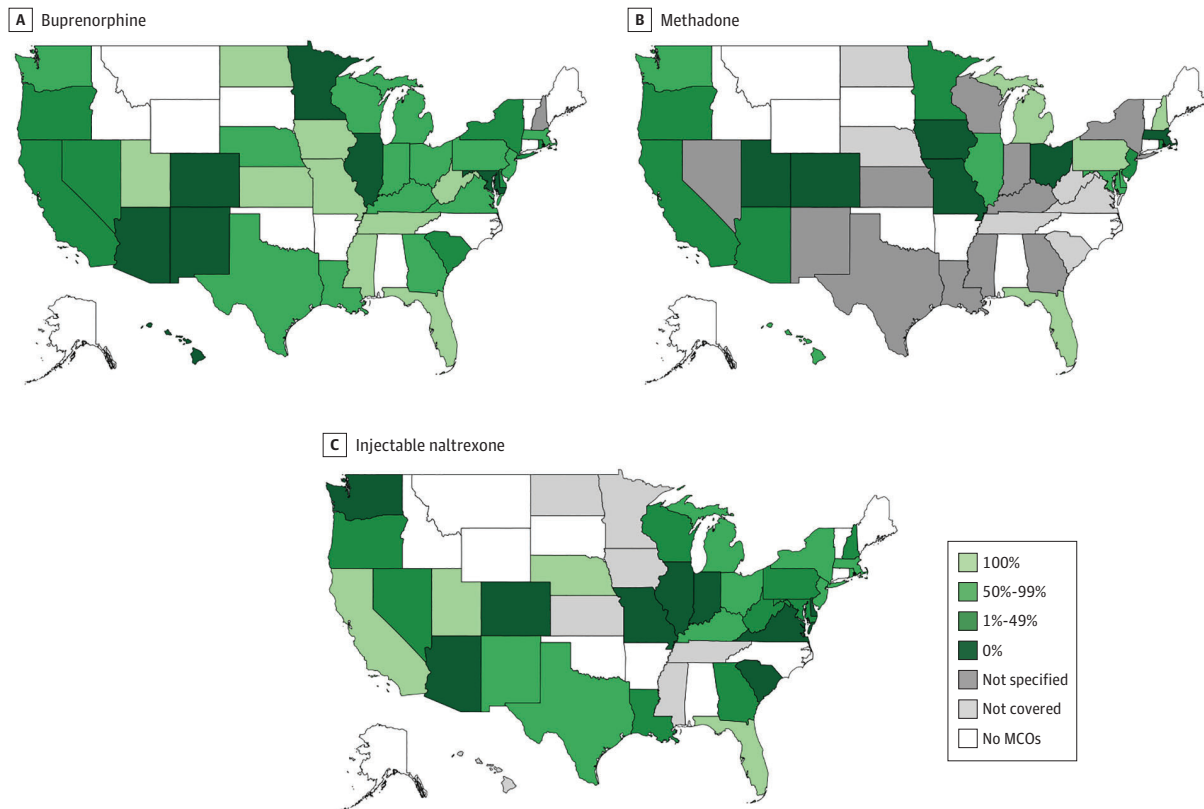 A Buprenorphine
B Methadone
C Injectable naltrexone
100%
50%-99%
1%-49%
0%
Not specified
Not covered
No MCOs